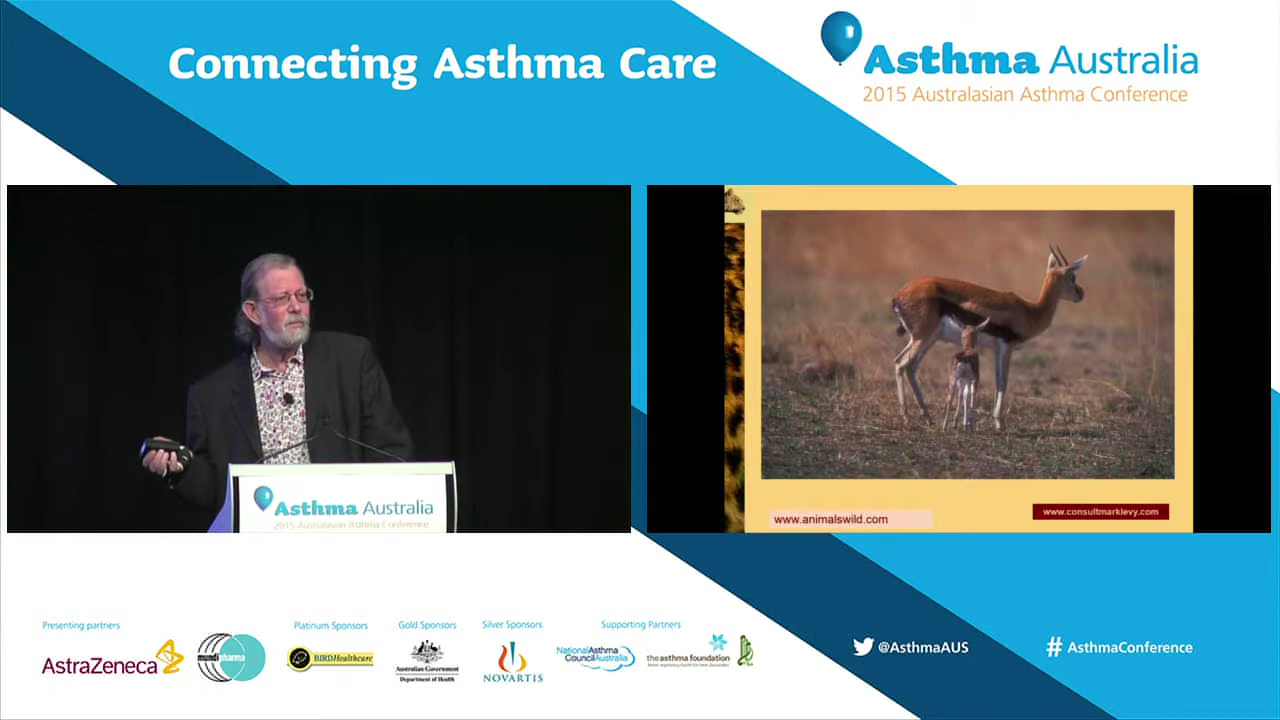 Connecting Asthma Care
Asthma Australia
2015 Australasian Asthma Conference
Asthma Australia
2015 Australasian Asthma Conference
www.animalswild.com
www.consultmarklevy.com
Presenting partners
Platinum Sponsors
Gold Sponsors
Silver Sponsors
Supporting Partners
AstraZeneca
mundipharma
BIRDHealthcare
Australian Government
Department of Health
NOVARTIS
National Asthma
Council Australia
the asthma foundation
@AsthmaAUS
# AsthmaConference